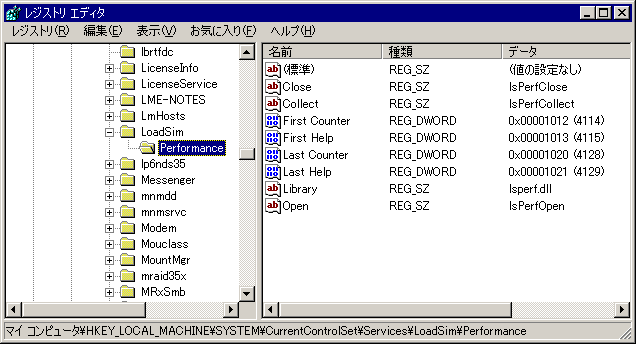 レジストリ エディタ
レジストリ(R) 編集(E) 表示(V) お気に入り(F) ヘルプ(H)
lbrtfdc
LicenseInfo
LicenseService
LME-NOTES
LmHosts
LoadSim
Performance
lp6nds35
Messenger
mnmdd
mnmsrvc
Modem
Mouclass
MountMgr
mraid35x
MRxSmb
名前 種類 データ
(標準) REG_SZ (値の設定なし)
Close REG_SZ lsPerfClose
Collect REG_SZ lsPerfCollect
First Counter REG_DWORD 0x00001012 (4114)
First Help REG_DWORD 0x00001013 (4115)
Last Counter REG_DWORD 0x00001020 (4128)
Last Help REG_DWORD 0x00001021 (4129)
Library REG_SZ lsperf.dll
Open REG_SZ lsPerfOpen
マイ コンピュータ¥HKEY_LOCAL_MACHINE¥SYSTEM¥CurrentControlSet¥Services¥LoadSim¥Performance